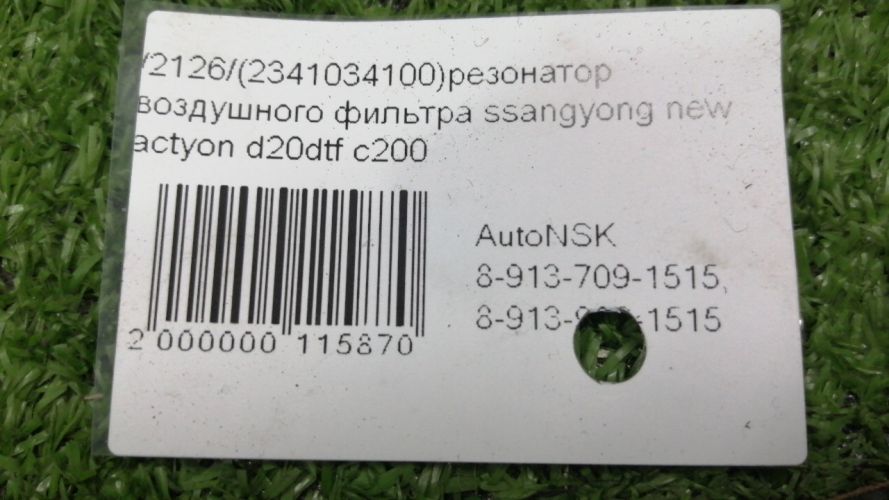 /2126/(2341034100)резонатор
воздушного фильтра ssangyong new
actyon d20dtf c200
AutoNSK
8-913-709-1515,
2 000000 115870